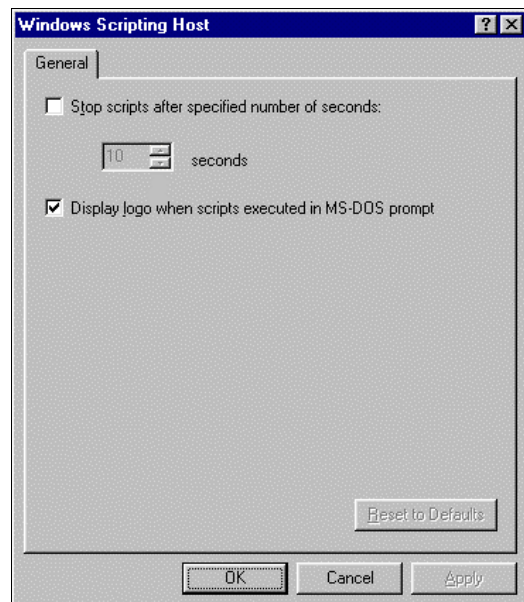 Windows Scripting Host
General
Stop scripts after specified number of seconds:
10 seconds
Display logo when scripts executed in MS-DOS prompt
Reset to Defaults
OK Cancel Apply